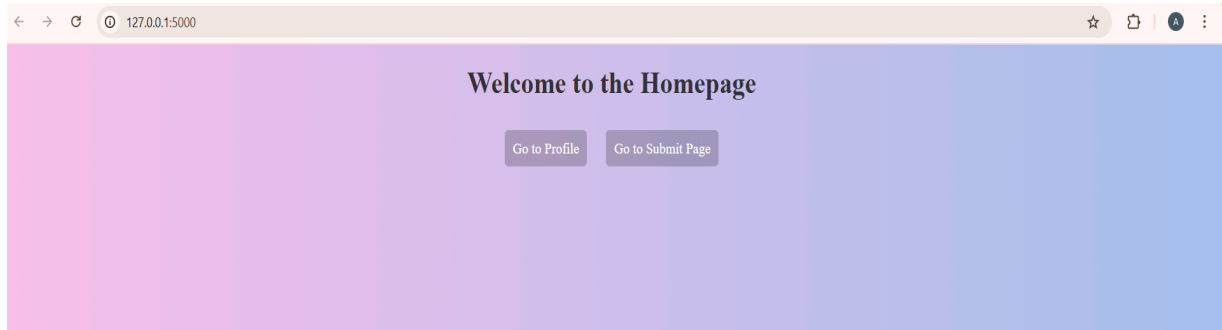 127.0.0.1:5000
A
Welcome to the Homepage
Go to Profile Go to Submit Page